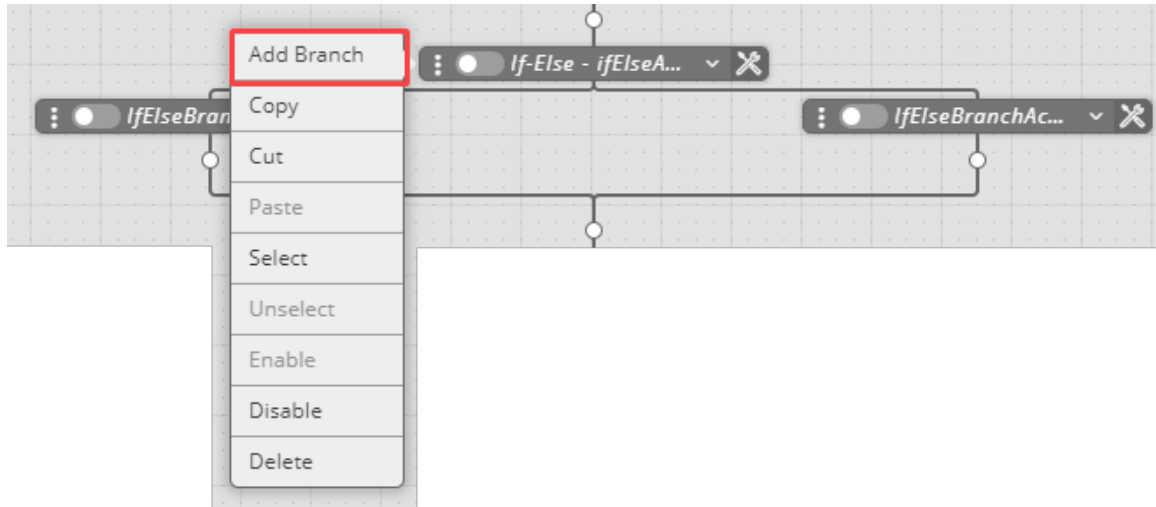 Add Branch
If-Else - ifElseA...
Copy
IfElseBran
IfElseBranchAc...
Cut
Paste
Select
Unselect
Enable
Disable
Delete